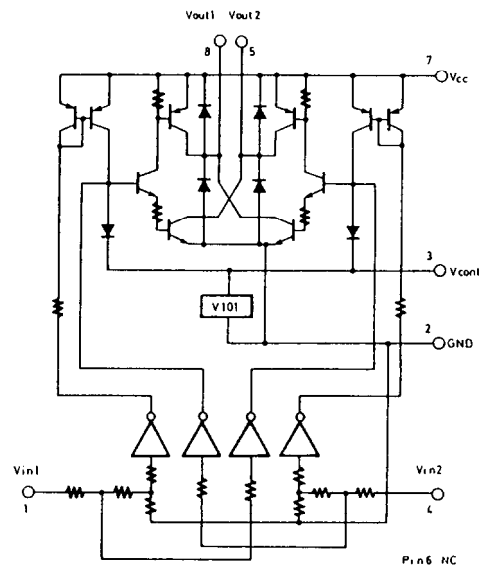 Vout1 Vout2
8 5
7
Vcc
3
Vcont
V101
2
GND
Vin1
1
Vin2
4
Pin6 NC